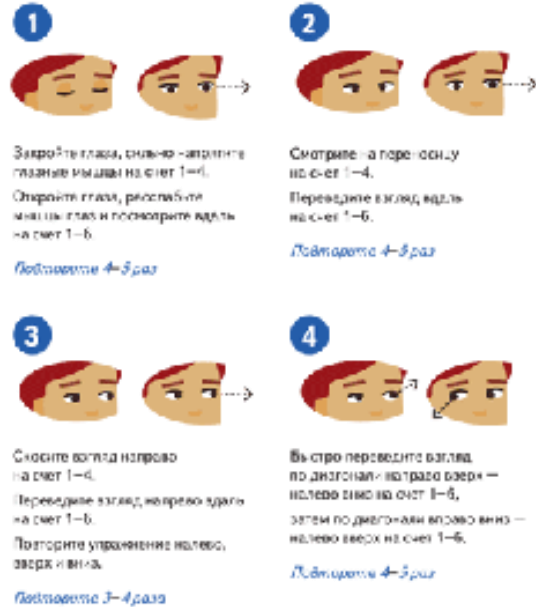 1
Закройте глаза, сильно напрягите
глазные мышцы на счет 1–4.
Откройте глаза, расслабьте
мышцы глаз и посмотрите вдаль
на счет 1–6.
Повторите 4–5 раз
2
Смотрите на переносицу
на счет 1–4.
Переведите взгляд вдаль
на счет 1–6.
Повторите 4–5 раз
3
Скосите взгляд направо
на счет 1–4.
Переведите взгляд направо вдаль
на счет 1–6.
Повторите упражнение налево,
вверх и вниз.
Повторите 3–4 раза
4
Быстро переведите взгляд
по диагонали направо вверх –
налево вниз на счет 1–6,
затем по диагонали вправо вниз –
налево вверх на счет 1–6.
Повторите 4–5 раз